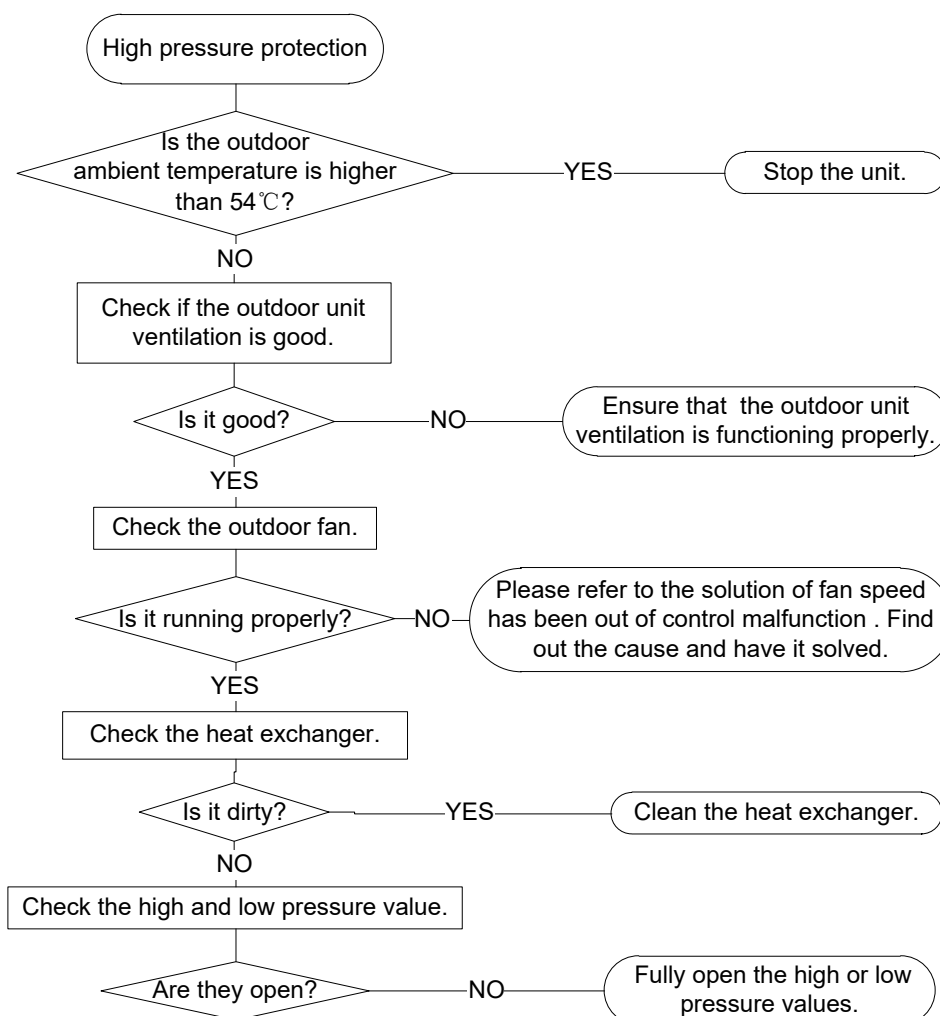 High pressure protection
Is the outdoor
ambient temperature is higher
than 54℃?
YES
Stop the unit.
NO
Check if the outdoor unit
ventilation is good.
Is it good?
NO
Ensure that the outdoor unit
ventilation is functioning properly.
YES
Check the outdoor fan.
Is it running properly?
NO
Please refer to the solution of fan speed
has been out of control malfunction . Find
out the cause and have it solved.
YES
Check the heat exchanger.
Is it dirty?
YES
Clean the heat exchanger.
NO
Check the high and low pressure value.
Are they open?
NO
Fully open the high or low
pressure values.